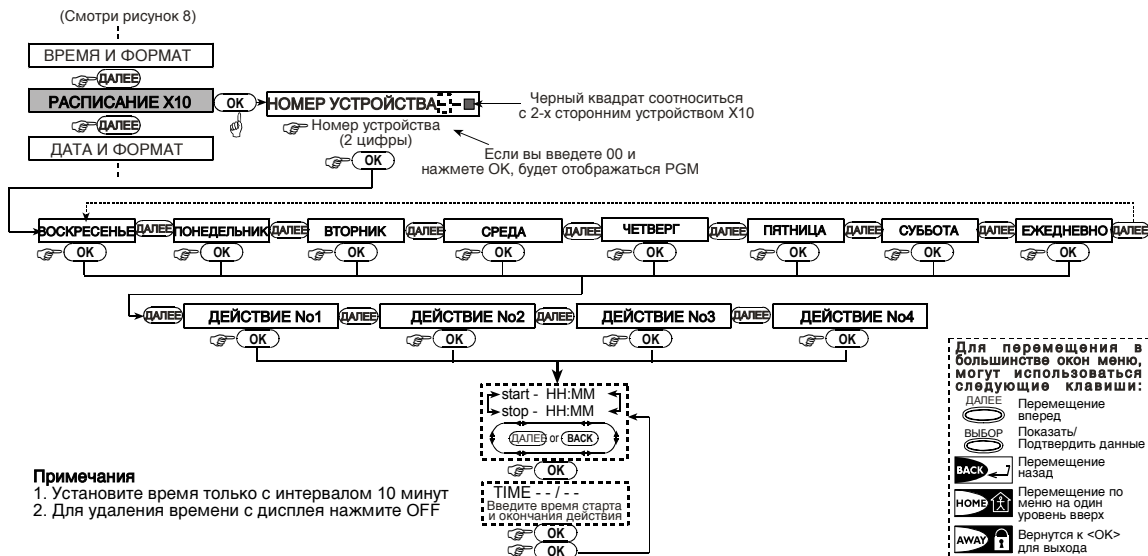 (Смотри рисунок 8)
ВРЕМЯ И ФОРМАТ
ДАЛЕЕ
РАСПИСАНИЕ X10
OK
НОМЕР УСТРОЙСТВА - -
Черный квадрат соотноситься
с 2-х сторонним устройством X10
ДАЛЕЕ
Номер устройства
(2 цифры)
ДАТА И ФОРМАТ
OK
Если вы введете 00 и
нажмете ОК, будет отображаться PGM
ВОСКРЕСЕНЬЕ ДАЛЕЕ ПОНЕДЕЛЬНИК ДАЛЕЕ ВТОРНИК ДАЛЕЕ СРЕДА ДАЛЕЕ ЧЕТВЕРГ ДАЛЕЕ ПЯТНИЦА ДАЛЕЕ СУББОТА ДАЛЕЕ ЕЖЕДНЕВНО ДАЛЕЕ
OK OK OK OK OK OK OK OK
ДАЛЕЕ ДЕЙСТВИЕ No1 ДАЛЕЕ ДЕЙСТВИЕ No2 ДАЛЕЕ ДЕЙСТВИЕ No3 ДАЛЕЕ ДЕЙСТВИЕ No4
OK OK OK OK
start - HH:MM
stop - HH:MM
ДАЛЕЕ or BACK
OK
TIME - - / - -
Введите время старта
и окончания действия
OK
OK
Примечания
1. Установите время только с интервалом 10 минут
2. Для удаления времени с дисплея нажмите OFF
Для перемещения в
большинстве окон меню,
могут использоваться
следующие клавиши:
ДАЛЕЕ
Перемещение
вперед
ВЫБОР
Показать/
Подтвердить данные
BACK
Перемещение
назад
HOME
Перемещение по
меню на один
уровень вверх
AWAY
Вернутся к <OK>
для выхода